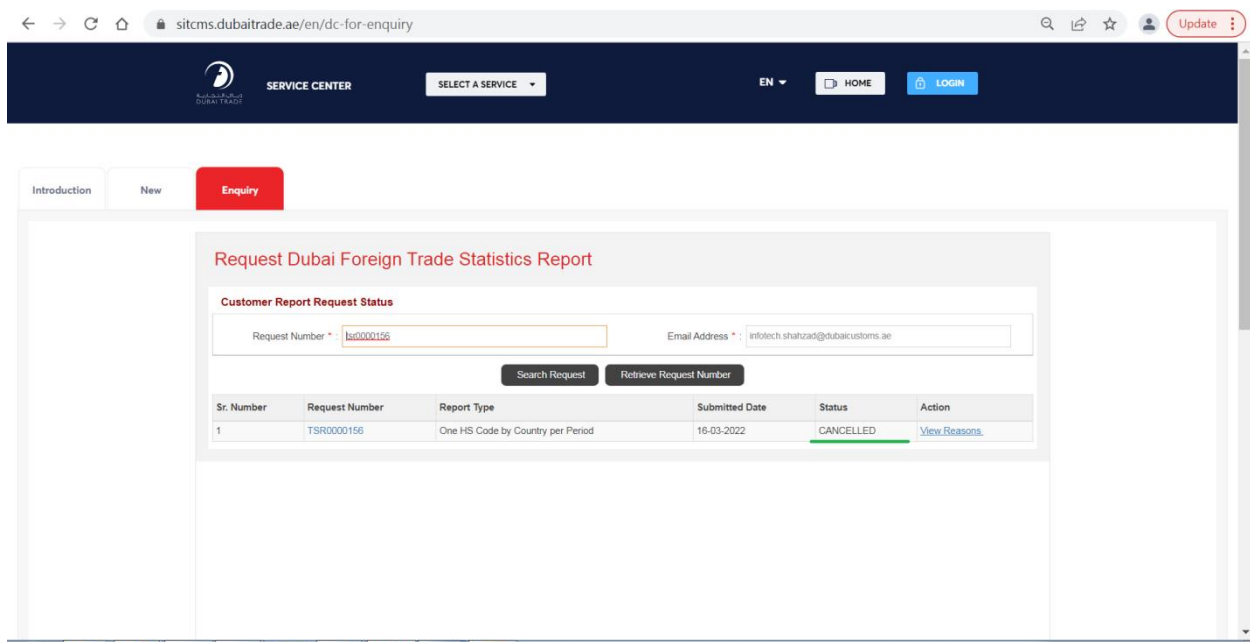 sitcms.dubaitrade.ae/en/dc-for-enquiry
Update
DUBAI TRADE
SERVICE CENTER
SELECT A SERVICE
EN
HOME
LOGIN
Introduction
New
Enquiry
Request Dubai Foreign Trade Statistics Report
Customer Report Request Status
Request Number * : tsr0000156
Email Address * : infotech.shahzad@dubaicustoms.ae
Search Request
Retrieve Request Number
Sr. Number Request Number Report Type Submitted Date Status Action
1 TSR0000156 One HS Code by Country per Period 16-03-2022 CANCELLED View Reasons